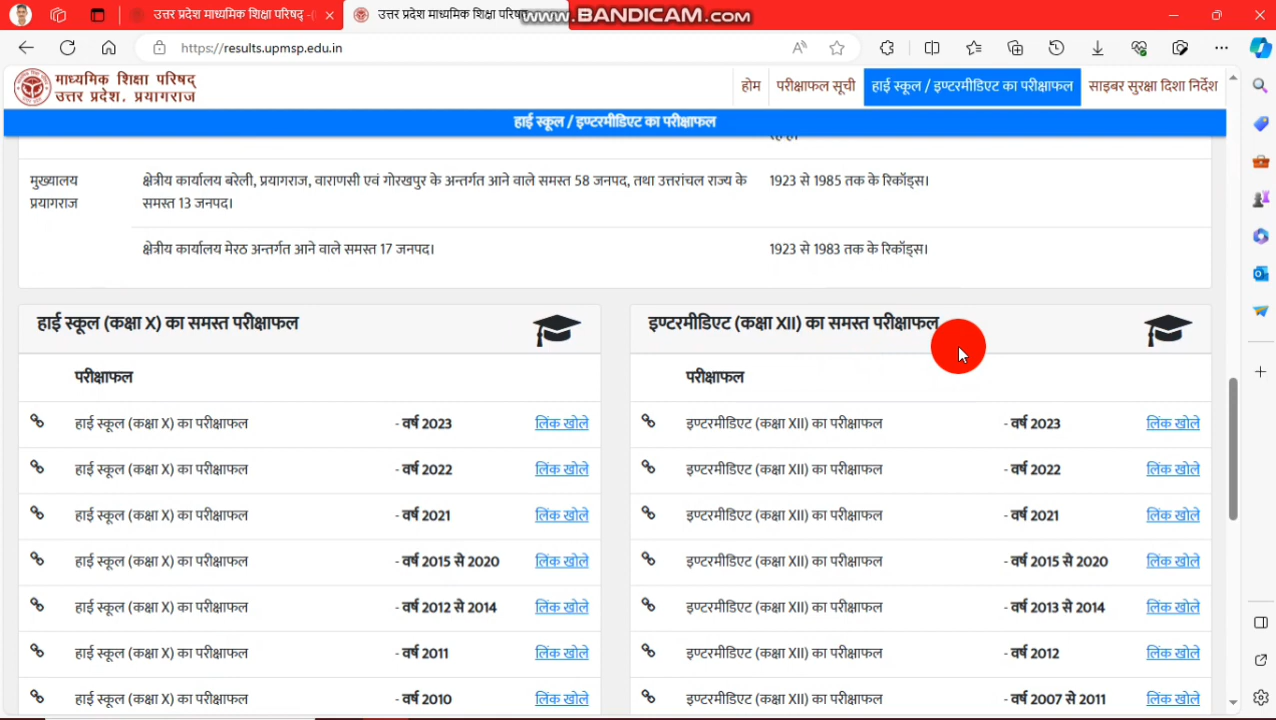 उत्तर प्रदेश माध्यमिक शिक्षा परिषद् -
उत्तर प्रदेश माध्यमिक शिक्षा परिषद
www.BANDICAM.com
https://results.upmsp.edu.in
माध्यमिक शिक्षा परिषद्
उत्तर प्रदेश, प्रयागराज
होम
परीक्षाफल सूची
हाई स्कूल / इण्टरमीडिएट का परीक्षाफल
साइबर सुरक्षा दिशा निर्देश
हाई स्कूल / इण्टरमीडिएट का परीक्षाफल
मुख्यालय
प्रयागराज
क्षेत्रीय कार्यालय बरेली, प्रयागराज, वाराणसी एवं गोरखपुर के अन्तर्गत आने वाले समस्त 58 जनपद, तथा उत्तरांचल राज्य के
समस्त 13 जनपद।
1923 से 1985 तक के रिकॉर्ड्स।
क्षेत्रीय कार्यालय मेरठ अन्तर्गत आने वाले समस्त 17 जनपद।
1923 से 1983 तक के रिकॉर्ड्स।
हाई स्कूल (कक्षा X) का समस्त परीक्षाफल
परीक्षाफल
हाई स्कूल (कक्षा X) का परीक्षाफल - वर्ष 2023 लिंक खोले
हाई स्कूल (कक्षा X) का परीक्षाफल - वर्ष 2022 लिंक खोले
हाई स्कूल (कक्षा X) का परीक्षाफल - वर्ष 2021 लिंक खोले
हाई स्कूल (कक्षा X) का परीक्षाफल - वर्ष 2015 से 2020 लिंक खोले
हाई स्कूल (कक्षा X) का परीक्षाफल - वर्ष 2012 से 2014 लिंक खोले
हाई स्कूल (कक्षा X) का परीक्षाफल - वर्ष 2011 लिंक खोले
हाई स्कूल (कक्षा X) का परीक्षाफल - वर्ष 2010 लिंक खोले
इण्टरमीडिएट (कक्षा XII) का समस्त परीक्षाफल
परीक्षाफल
इण्टरमीडिएट (कक्षा XII) का परीक्षाफल - वर्ष 2023 लिंक खोले
इण्टरमीडिएट (कक्षा XII) का परीक्षाफल - वर्ष 2022 लिंक खोले
इण्टरमीडिएट (कक्षा XII) का परीक्षाफल - वर्ष 2021 लिंक खोले
इण्टरमीडिएट (कक्षा XII) का परीक्षाफल - वर्ष 2015 से 2020 लिंक खोले
इण्टरमीडिएट (कक्षा XII) का परीक्षाफल - वर्ष 2013 से 2014 लिंक खोले
इण्टरमीडिएट (कक्षा XII) का परीक्षाफल - वर्ष 2012 लिंक खोले
इण्टरमीडिएट (कक्षा XII) का परीक्षाफल - वर्ष 2007 से 2011 लिंक खोले